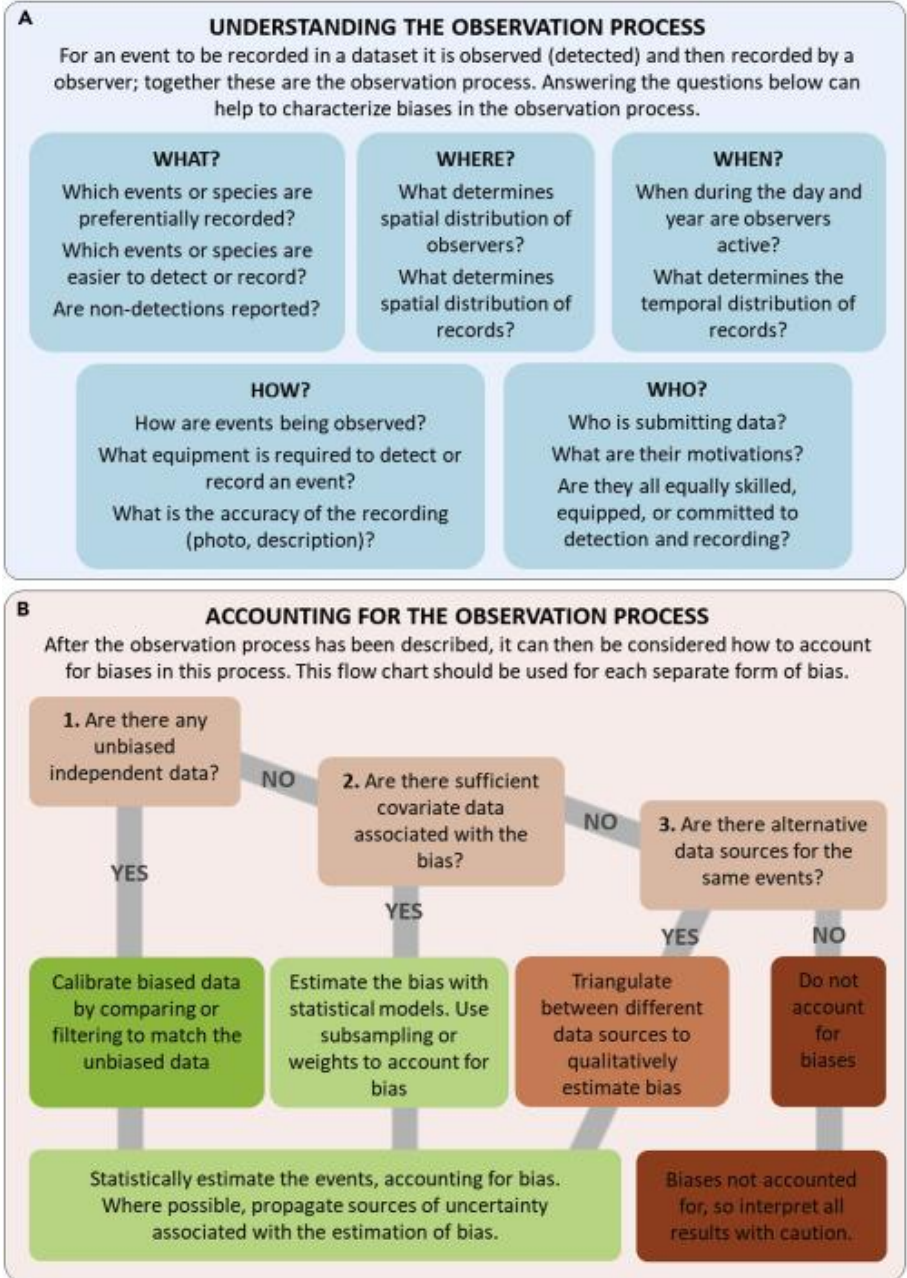 A
UNDERSTANDING THE OBSERVATION PROCESS
For an event to be recorded in a dataset it is observed (detected) and then recorded by a
observer; together these are the observation process. Answering the questions below can
help to characterize biases in the observation process.
WHAT?
Which events or species are
preferentially recorded?
Which events or species are
easier to detect or record?
Are non-detections reported?
WHERE?
What determines
spatial distribution of
observers?
What determines
spatial distribution of
records?
WHEN?
When during the day and
year are observers
active?
What determines the
temporal distribution of
records?
HOW?
How are events being observed?
What equipment is required to detect or
record an event?
What is the accuracy of the recording
(photo, description)?
WHO?
Who is submitting data?
What are their motivations?
Are they all equally skilled,
equipped, or committed to
detection and recording?
B
ACCOUNTING FOR THE OBSERVATION PROCESS
After the observation process has been described, it can then be considered how to account
for biases in this process. This flow chart should be used for each separate form of bias.
1. Are there any
unbiased
independent data?
NO
2. Are there sufficient
covariate data
associated with the
bias?
NO
3. Are there alternative
data sources for the
same events?
YES
YES
YES
NO
Calibrate biased data
by comparing or
filtering to match the
unbiased data
Estimate the bias with
statistical models. Use
subsampling or
weights to account for
bias
Triangulate
between different
data sources to
qualitatively
estimate bias
Do not
account
for
biases
Statistically estimate the events, accounting for bias.
Where possible, propagate sources of uncertainty
associated with the estimation of bias.
Biases not accounted
for, so interpret all
results with caution.